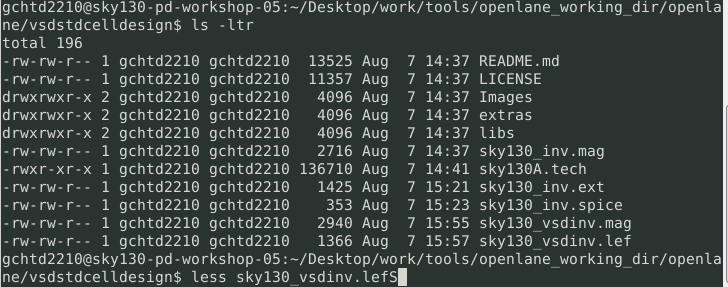 gchtd2210@sky130-pd-workshop-05:~/Desktop/work/tools/openlane_working_dir/openla
ne/vsdstdcelldesign$ ls -ltr
total 196
-rw-rw-r-- 1 gchtd2210 gchtd2210  13525 Aug  7 14:37 README.md
-rw-rw-r-- 1 gchtd2210 gchtd2210  11357 Aug  7 14:37 LICENSE
drwxrwxr-x 2 gchtd2210 gchtd2210   4096 Aug  7 14:37 Images
drwxrwxr-x 2 gchtd2210 gchtd2210   4096 Aug  7 14:37 extras
drwxrwxr-x 2 gchtd2210 gchtd2210   4096 Aug  7 14:37 libs
-rw-rw-r-- 1 gchtd2210 gchtd2210   2716 Aug  7 14:37 sky130_inv.mag
-rwxr-xr-x 1 gchtd2210 gchtd2210 136710 Aug  7 14:41 sky130A.tech
-rw-rw-r-- 1 gchtd2210 gchtd2210   1425 Aug  7 15:21 sky130_inv.ext
-rw-rw-r-- 1 gchtd2210 gchtd2210    353 Aug  7 15:23 sky130_inv.spice
-rw-rw-r-- 1 gchtd2210 gchtd2210   2940 Aug  7 15:55 sky130_vsdinv.mag
-rw-rw-r-- 1 gchtd2210 gchtd2210   1366 Aug  7 15:57 sky130_vsdinv.lef
gchtd2210@sky130-pd-workshop-05:~/Desktop/work/tools/openlane_working_dir/openla
ne/vsdstdcelldesign$ less sky130_vsdinv.lefS